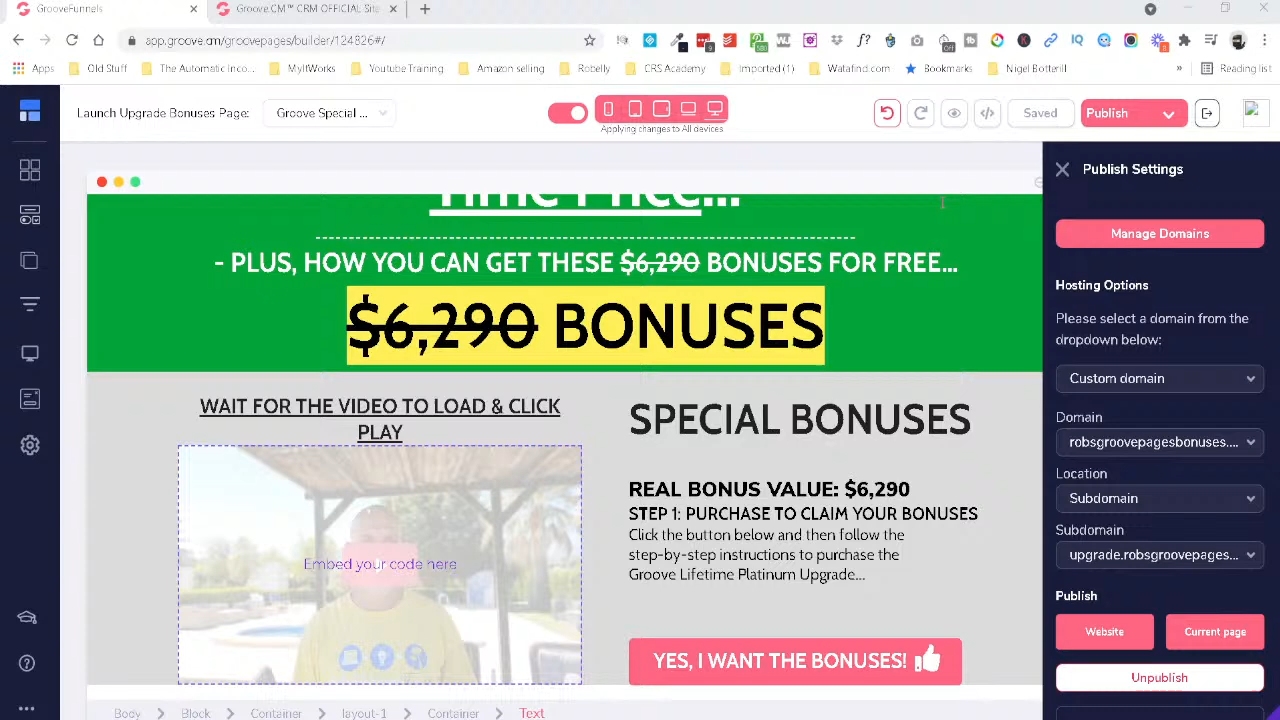 GrooveFunnels
Groove.CM™ CRM OFFICIAL Site
app.groove.cm/groovepages/builder/124826#/
Apps
Old Stuff
The Automatic Inco...
MyItWorks
Youtube Training
Amazon selling
Robelly
CRS Academy
Imported (1)
Watafind.com
Bookmarks
Nigel Botterill
»
Reading list
Launch Upgrade Bonuses Page:
Groove Special ...
Applying changes to All devices
Saved
Publish
Time Price...
- PLUS, HOW YOU CAN GET THESE $6,290 BONUSES FOR FREE...
$6,290 BONUSES
WAIT FOR THE VIDEO TO LOAD & CLICK
PLAY
Embed your code here
SPECIAL BONUSES
REAL BONUS VALUE: $6,290
STEP 1: PURCHASE TO CLAIM YOUR BONUSES
Click the button below and then follow the
step-by-step instructions to purchase the
Groove Lifetime Platinum Upgrade...
YES, I WANT THE BONUSES!
Body > Block > Container > layout-1 > Container > Text
Publish Settings
Manage Domains
Hosting Options
Please select a domain from the
dropdown below:
Custom domain
Domain
robsgroovepagesbonuses....
Location
Subdomain
Subdomain
upgrade.robsgroovepages...
Publish
Website
Current page
Unpublish